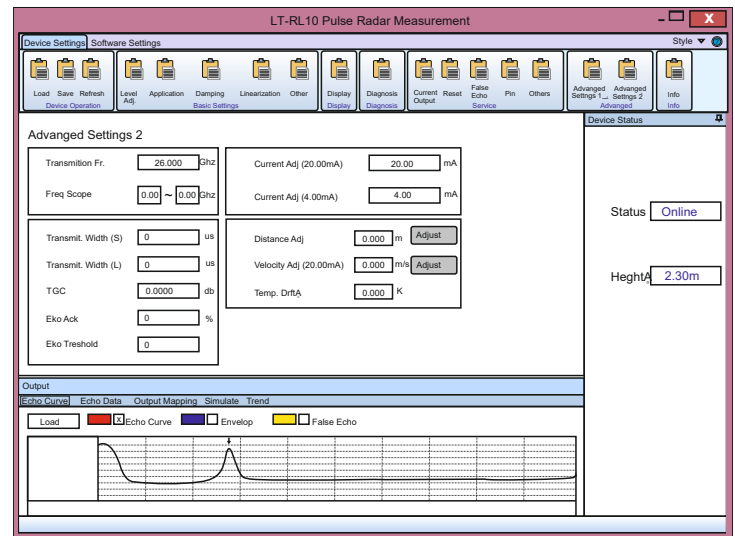 LT-RL10 Pulse Radar Measurement
X
Device Settings Software Settings Style
Load Save Refresh Level Adj. Application Damping Linearization Other Display Diagnosis Current Output Reset False Echo Pin Others Advanced Settngs 1 Advanced Settngs 2 Info
Device Operation Basic Settings Display Diagnosis Service Advanced Info
Device Status
Advanged Settings 2
Transmition Fr. 26.000 Ghz
Freq Scope 0.00 ~ 0.00 Ghz
Current Adj (20.00mA) 20.00 mA
Current Adj (4.00mA) 4.00 mA
Transmit. Width (S) 0 us
Transmit. Width (L) 0 us
TGC 0.0000 db
Eko Ack 0 %
Eko Treshold 0
Distance Adj 0.000 m Adjust
Velocity Adj (20.00mA) 0.000 m/s Adjust
Temp. DrftA 0.000 K
Status Online
HeghtA 2.30m
Output
Echo Curve Echo Data Output Mapping Simulate Trend
Load X Echo Curve Envelop False Echo